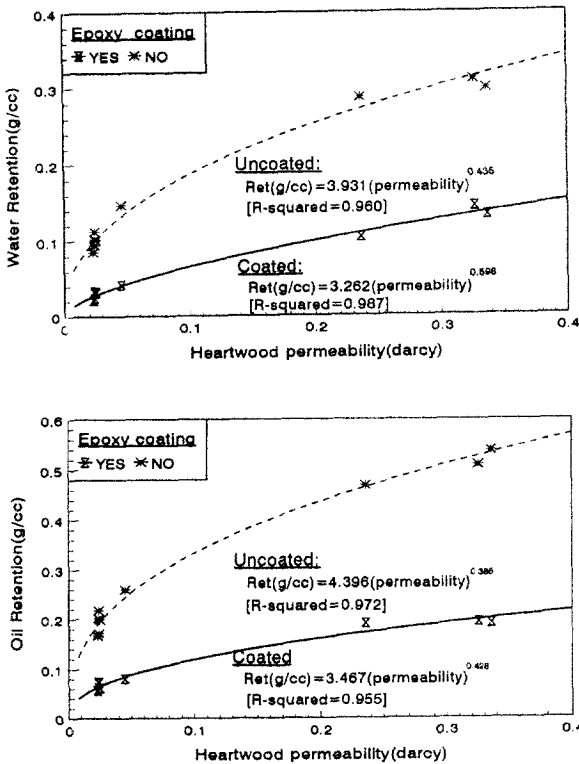 0.4
Epoxy coating
YES NO
0.3
0.2
0.1
0
Water Retention(g/cc)
Uncoated:
Ret(g/cc)=3.931(permeability)^0.435
[R-squared=0.960]
Coated:
Ret(g/cc)=3.262(permeability)^0.598
[R-squared=0.987]
0 0.1 0.2 0.3 0.4
Heartwood permeability(darcy)
0.6
Epoxy coating
YES NO
0.5
0.4
0.3
0.2
0.1
0
Oil Retention(g/cc)
Uncoated:
Ret(g/cc)=4.396(permeability)^0.385
[R-squared=0.972]
Coated
Ret(g/cc)=3.467(permeability)^0.428
[R-squared=0.955]
0 0.1 0.2 0.3 0.4
Heartwood permeability(darcy)